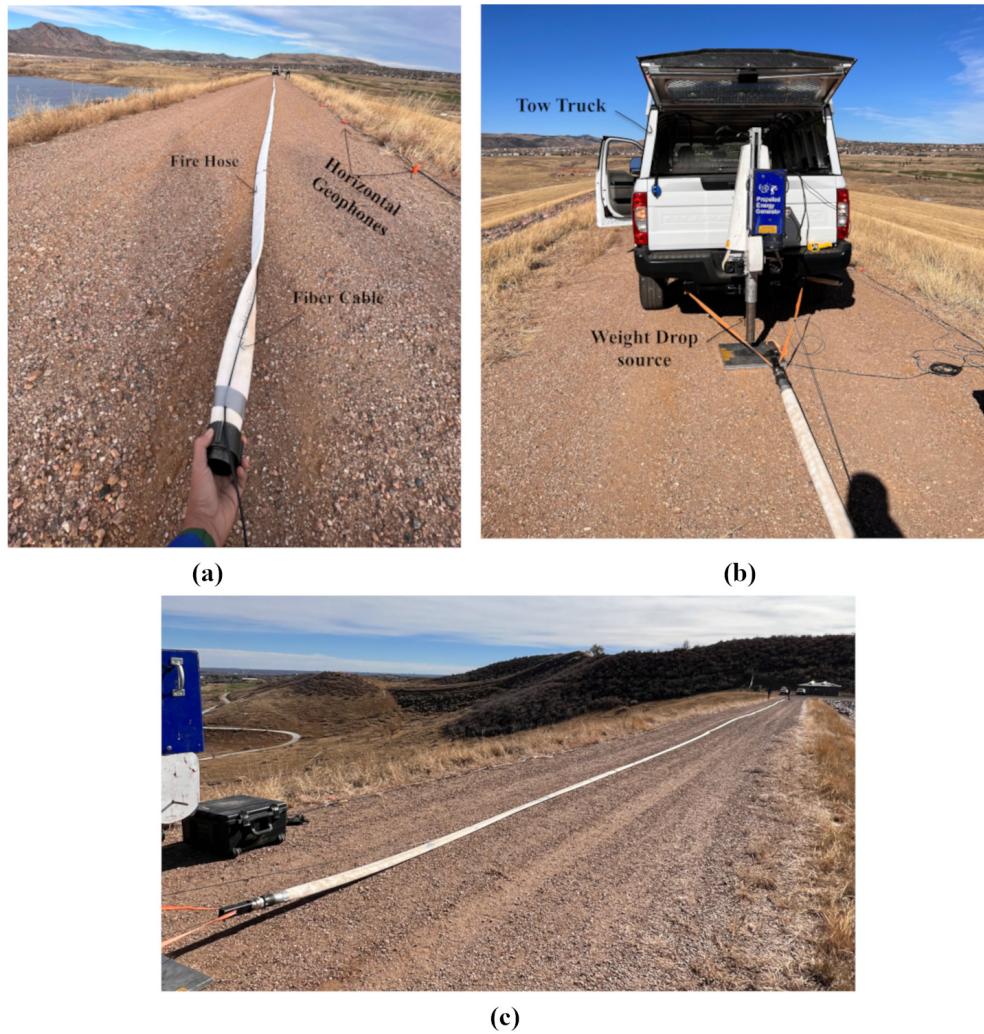 Fire Hose
Horizontal
Geophones
Fiber Cable
(a)
Tow Truck
Propelled
Energy
Generator
Weight Drop
source
(b)
(c)